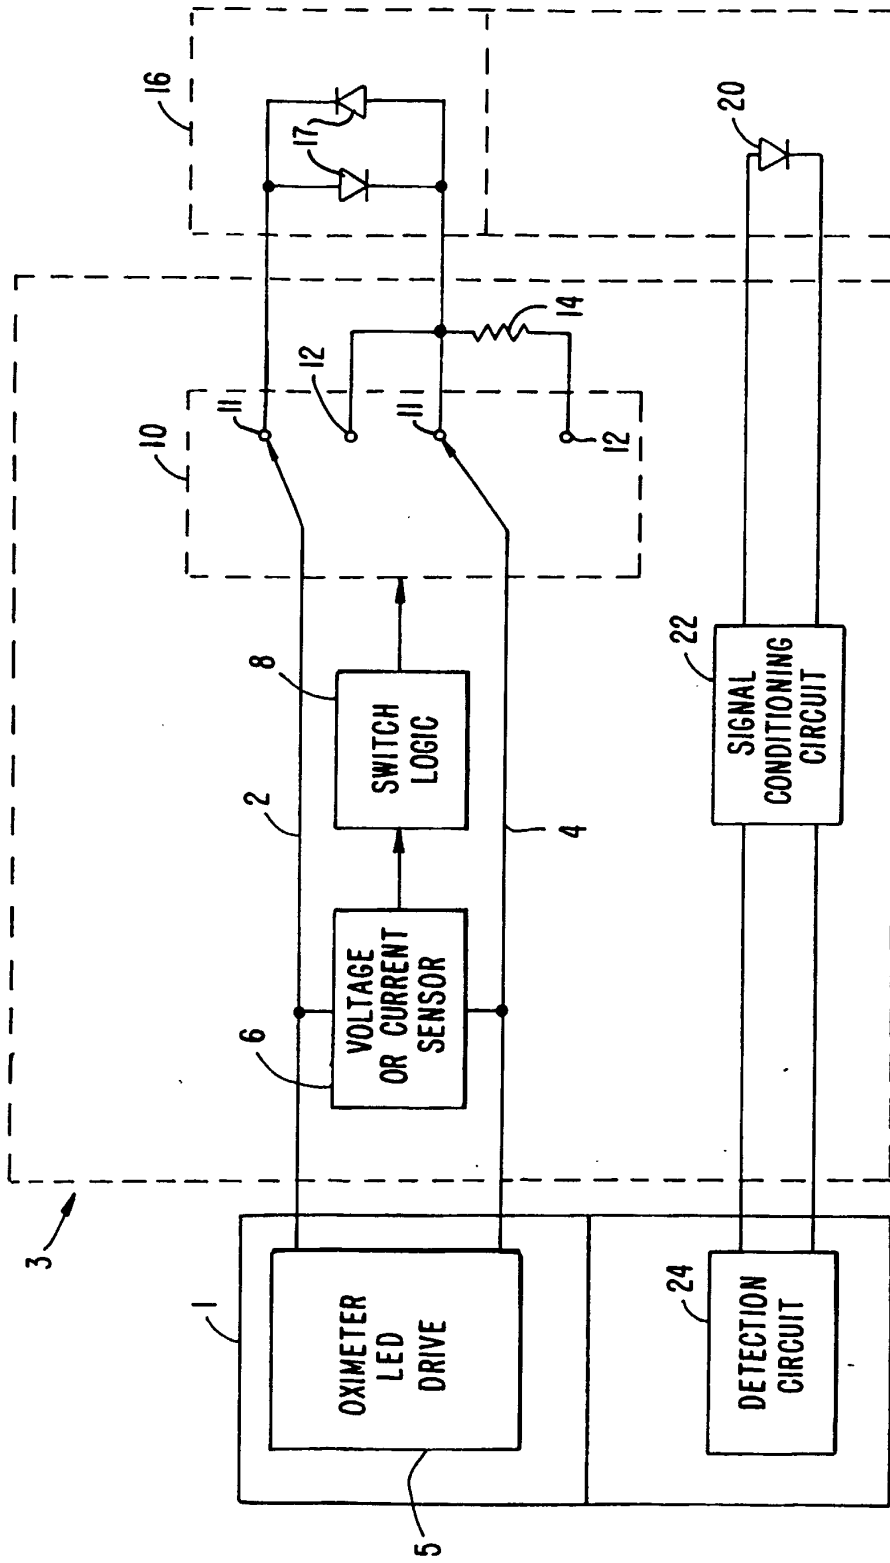 3
1
OXIMETER
LED
DRIVE
5
2
6
VOLTAGE
OR CURRENT
SENSOR
8
SWITCH
LOGIC
4
10
11
12
11
12
14
16
17
24
DETECTION
CIRCUIT
22
SIGNAL
CONDITIONING
CIRCUIT
20